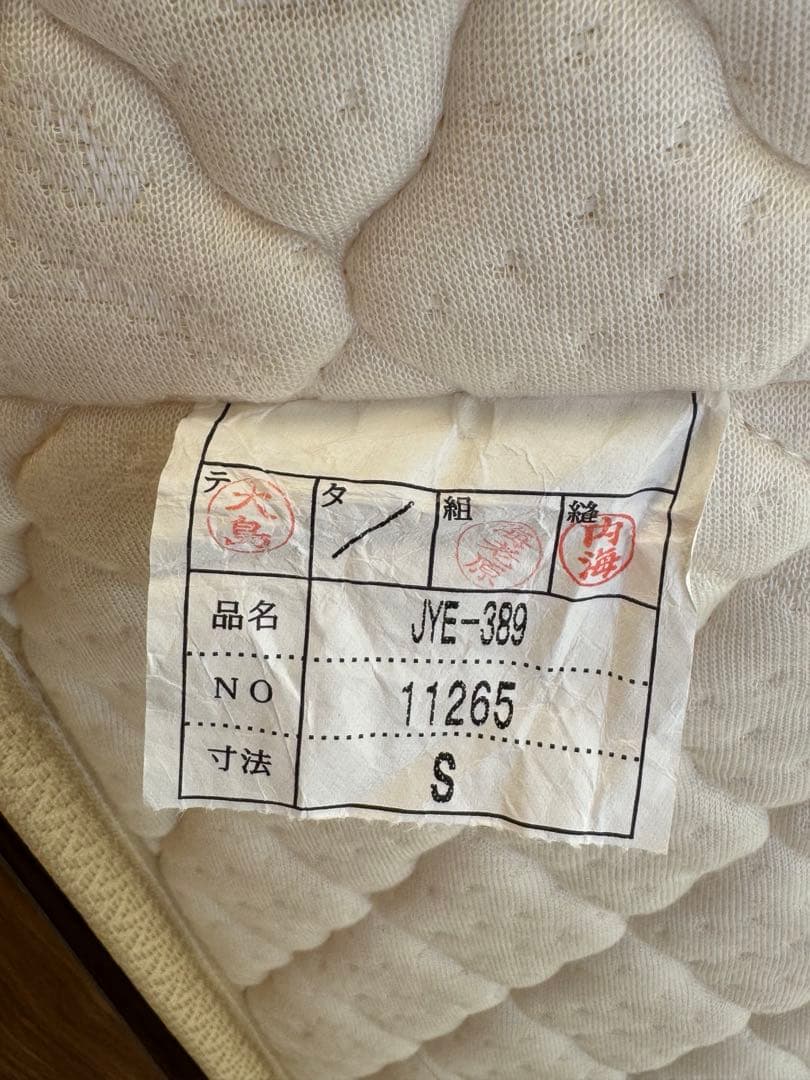 テ タ 組 縫
大島 内海
品名 JYE-389
NO 11265
寸法 S